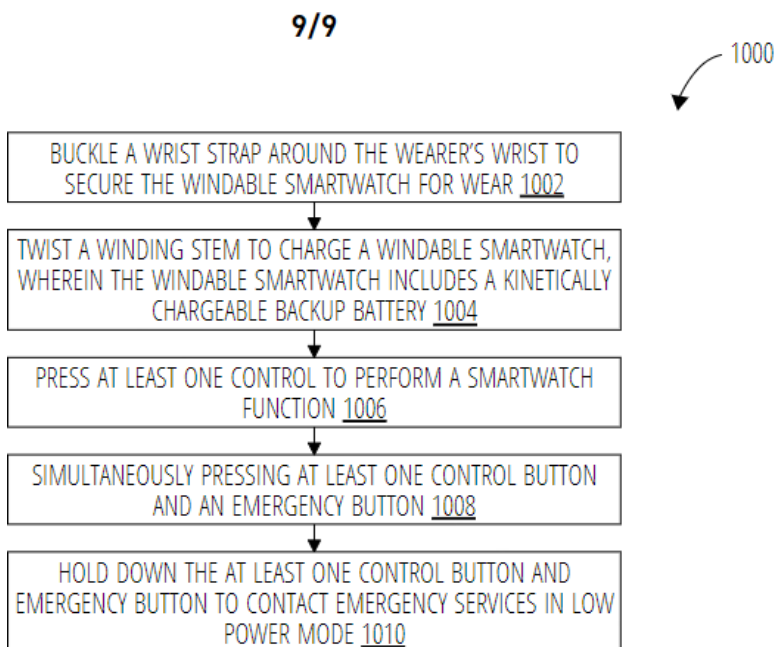 9/9
1000
BUCKLE A WRIST STRAP AROUND THE WEARER'S WRIST TO
SECURE THE WINDABLE SMARTWATCH FOR WEAR 1002
TWIST A WINDING STEM TO CHARGE A WINDABLE SMARTWATCH,
WHEREIN THE WINDABLE SMARTWATCH INCLUDES A KINETICALLY
CHARGEABLE BACKUP BATTERY 1004
PRESS AT LEAST ONE CONTROL TO PERFORM A SMARTWATCH
FUNCTION 1006
SIMULTANEOUSLY PRESSING AT LEAST ONE CONTROL BUTTON
AND AN EMERGENCY BUTTON 1008
HOLD DOWN THE AT LEAST ONE CONTROL BUTTON AND
EMERGENCY BUTTON TO CONTACT EMERGENCY SERVICES IN LOW
POWER MODE 1010